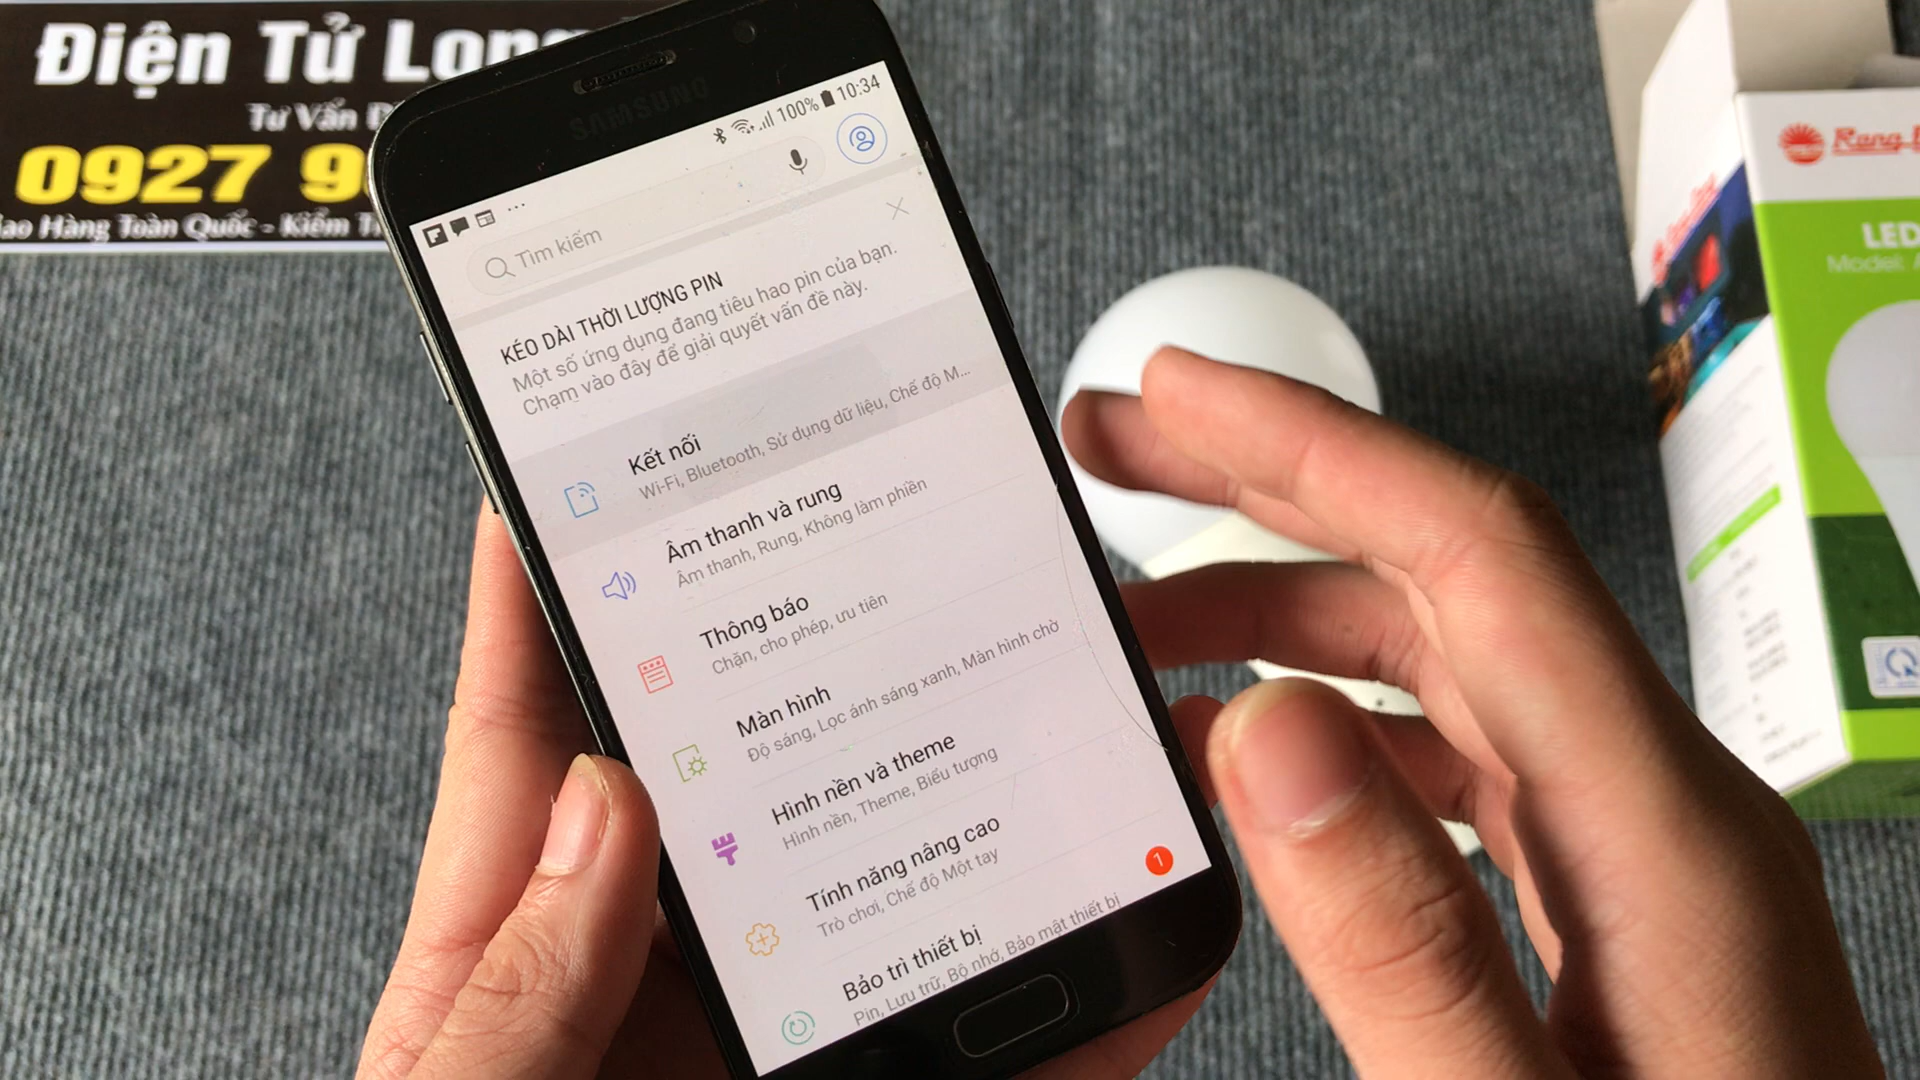 Điện Tử Long
Tư Vấn
0927 9
Hàng Toàn Quốc - Kiểm
SAMSUNG
100% 10:34
Tìm kiếm
KÉO DÀI THỜI LƯỢNG PIN
Một số ứng dụng đang tiêu hao pin của bạn.
Chạm vào đây để giải quyết vấn đề này.
Kết nối
Wi-Fi, Bluetooth, Sử dụng dữ liệu, Chế độ M...
Âm thanh và rung
Âm thanh, Rung, Không làm phiền
Thông báo
Chặn, cho phép, ưu tiên
Màn hình
Độ sáng, Lọc ánh sáng xanh, Màn hình chờ
Hình nền và theme
Hình nền, Theme, Biểu tượng
Tính năng nâng cao
Trò chơi, Chế độ Một tay
1
Bảo trì thiết bị
Pin, Lưu trữ, Bộ nhớ, Bảo mật thiết bị
Rang
LED
Model: